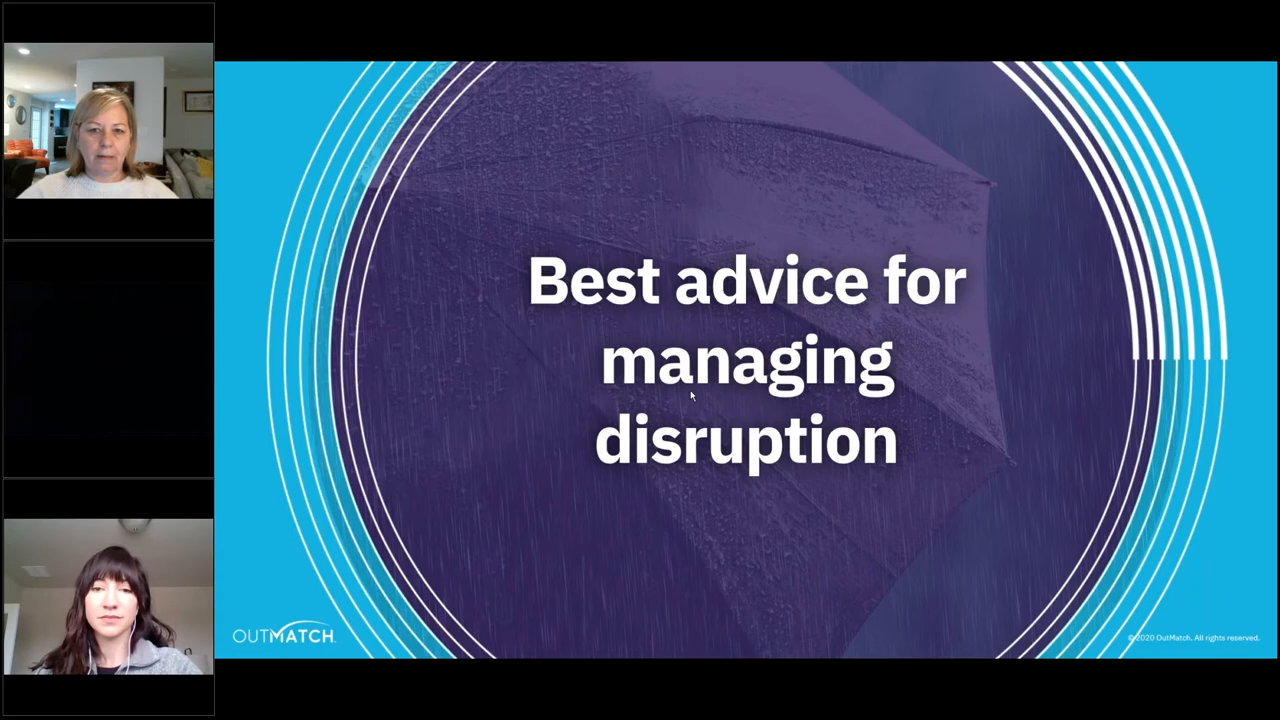 Best advice for
managing
disruption
OUTMATCH
© 2020 OutMatch. All rights reserved.